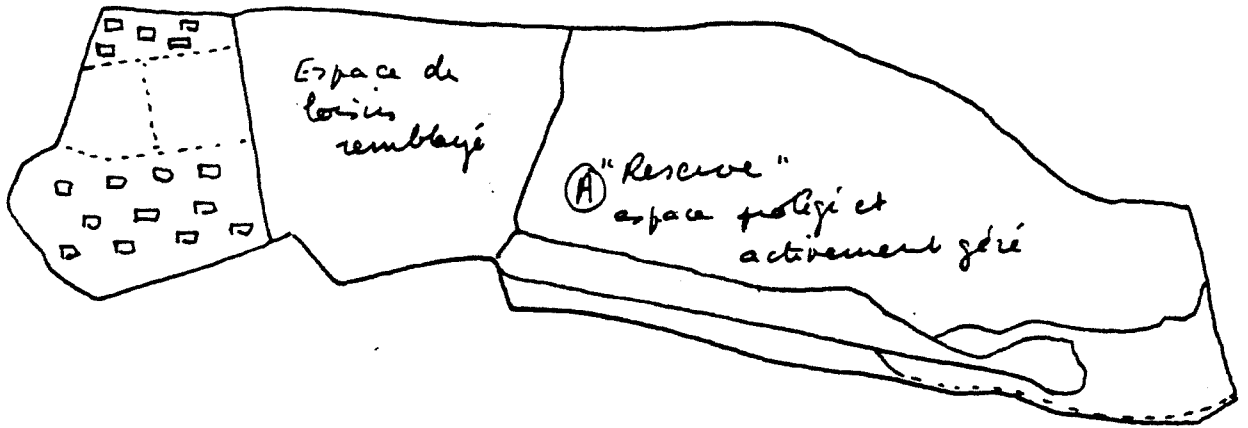 Espace de
loisirs
remblayé
A "Reserve"
espace protégé et
activement géré